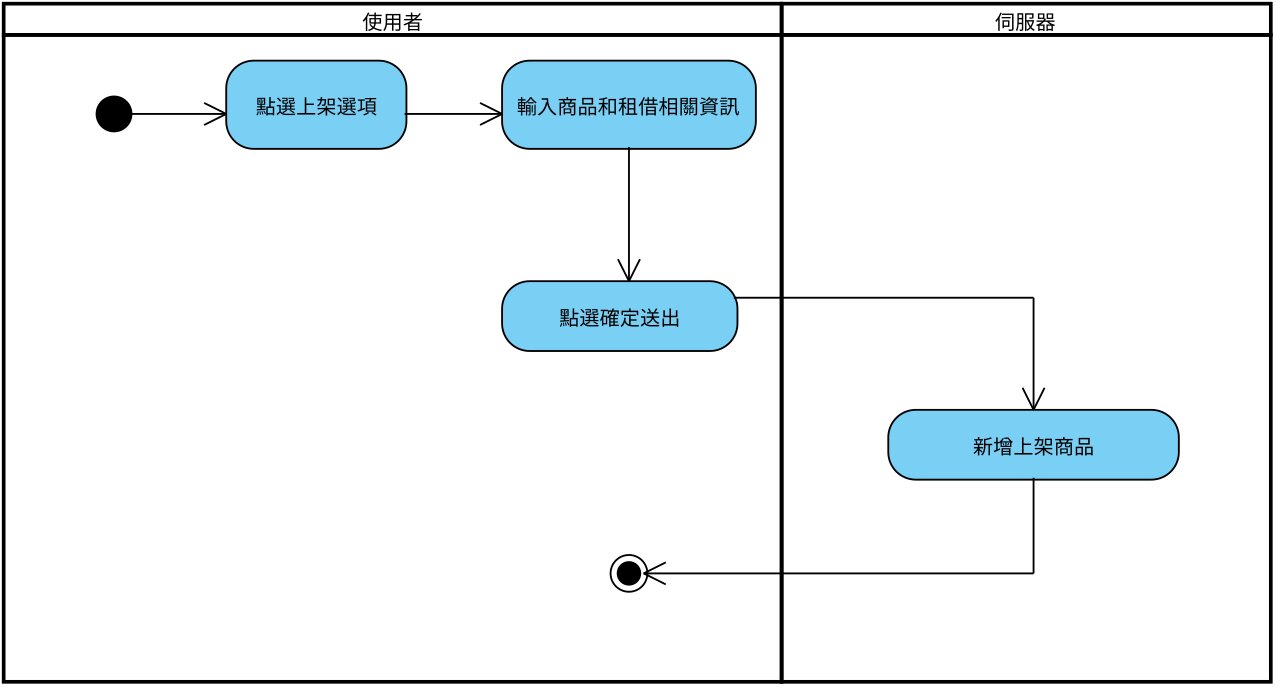 使用者
伺服器
點選上架選項
輸入商品和租借相關資訊
點選確定送出
新增上架商品